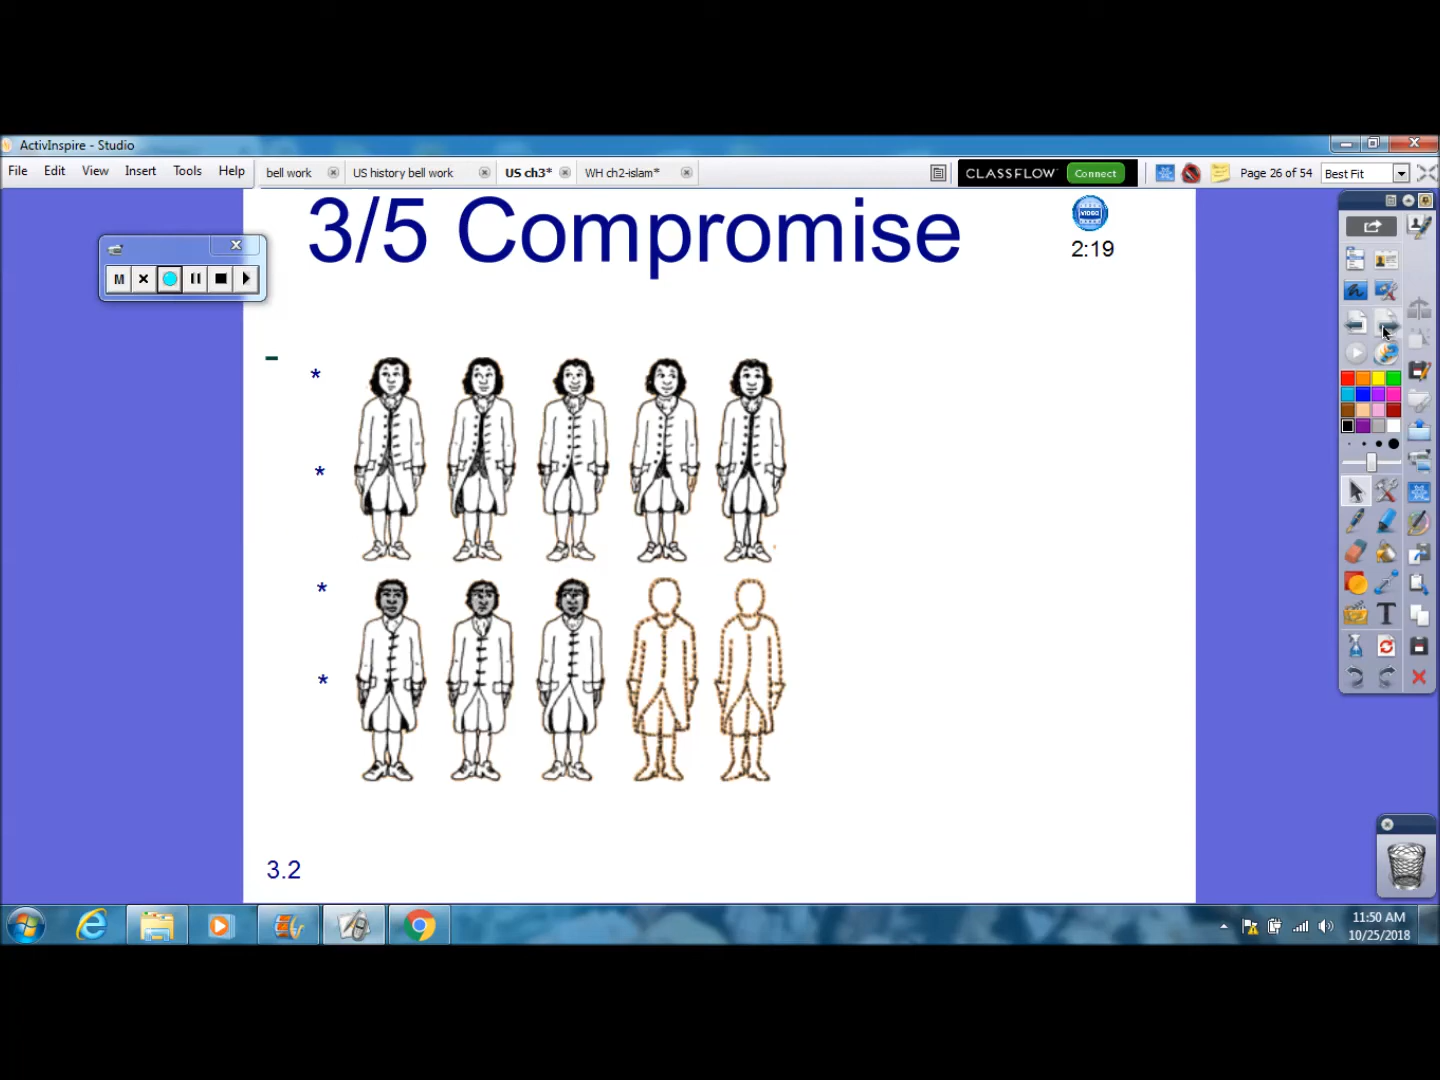 ActivInspire - Studio
File Edit View Insert Tools Help
bell work
US history bell work
US ch3*
WH ch2-islam*
CLASSFLOW Connect
Page 26 of 54
Best Fit
3/5 Compromise
VIDEO
2:19
M
-
*
*
*
*
T
3.2
11:50 AM
10/25/2018